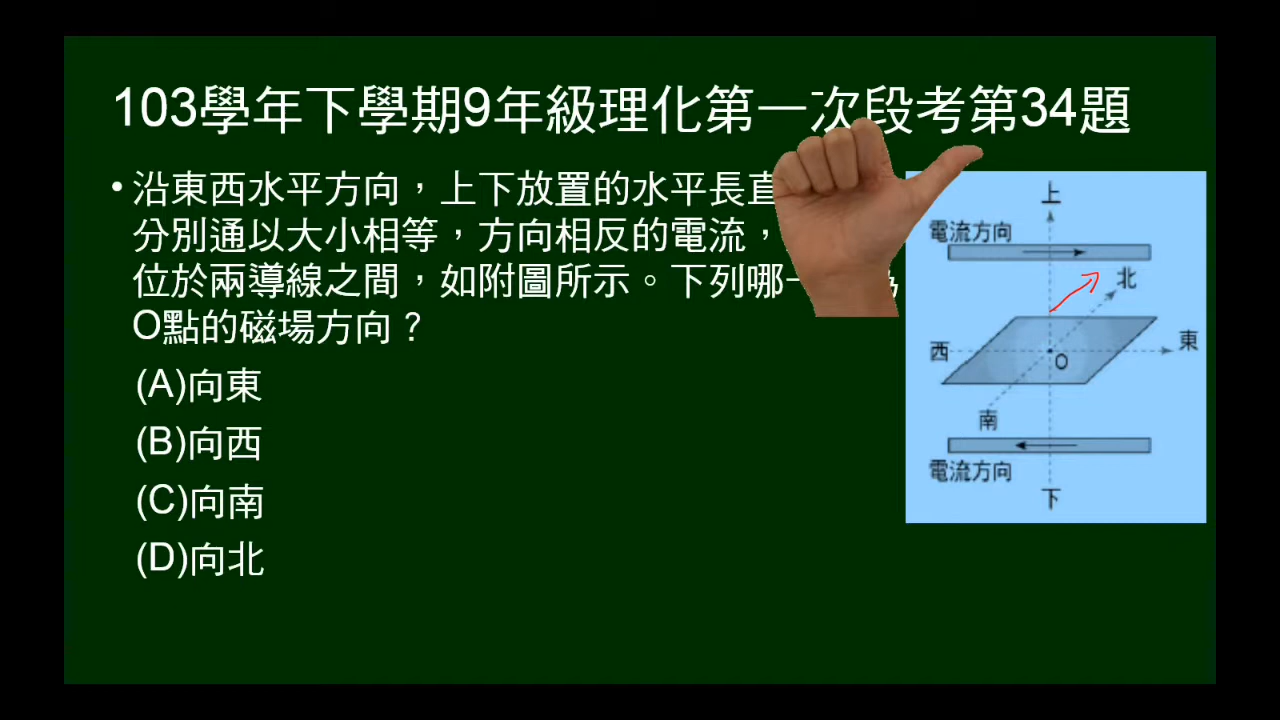 103學年下學期9年級理化第一次段考第34題
• 沿東西水平方向，上下放置的水平長直
分別通以大小相等，方向相反的電流，
位於兩導線之間，如附圖所示。下列哪一
O點的磁場方向？
(A)向東
(B)向西
(C)向南
(D)向北
上
電流方向
北
西
東
O
南
電流方向
下